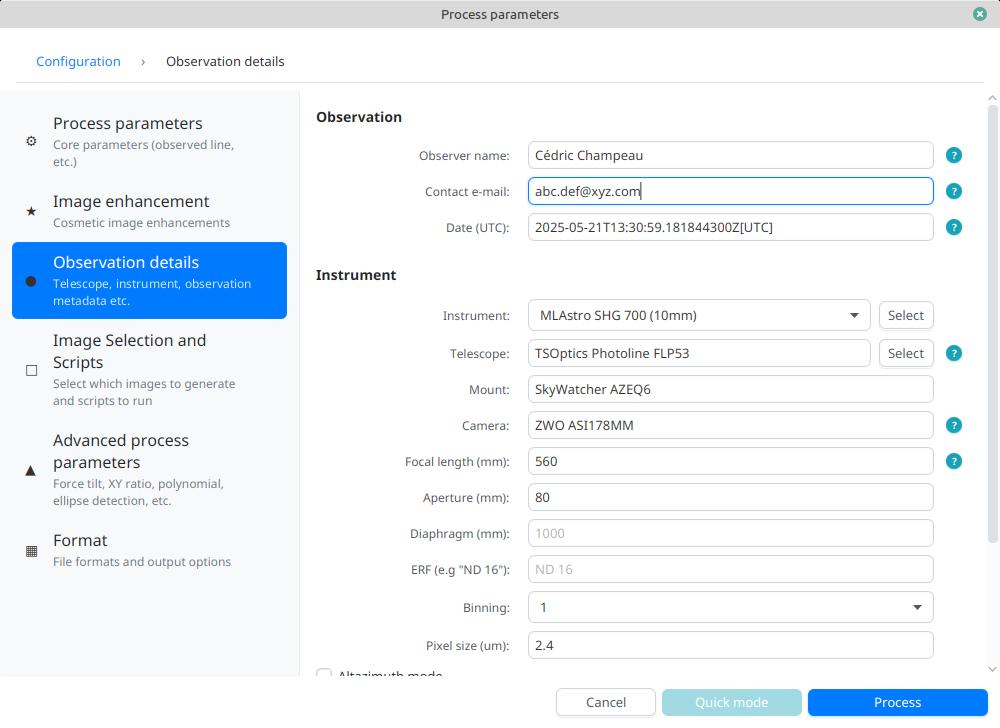 Process parameters
Configuration › Observation details
Process parameters
Core parameters (observed line,
etc.)
Image enhancement
Cosmetic image enhancements
Observation details
Telescope, instrument, observation
metadata etc.
Image Selection and
Scripts
Select which images to generate
and scripts to run
Advanced process
parameters
Force tilt, XY ratio, polynomial,
ellipse detection, etc.
Format
File formats and output options
Observation
Observer name: Cédric Champeau ?
Contact e-mail: abc.def@xyz.com ?
Date (UTC): 2025-05-21T13:30:59.181844300Z[UTC] ?
Instrument
Instrument: MLAstro SHG 700 (10mm) Select
Telescope: TSOptics Photoline FLP53 Select ?
Mount: SkyWatcher AZEQ6
Camera: ZWO ASI178MM ?
Focal length (mm): 560 ?
Aperture (mm): 80
Diaphragm (mm): 1000
ERF (e.g "ND 16"): ND 16
Binning: 1
Pixel size (um): 2.4
Altazimuth mode
Cancel Quick mode Process